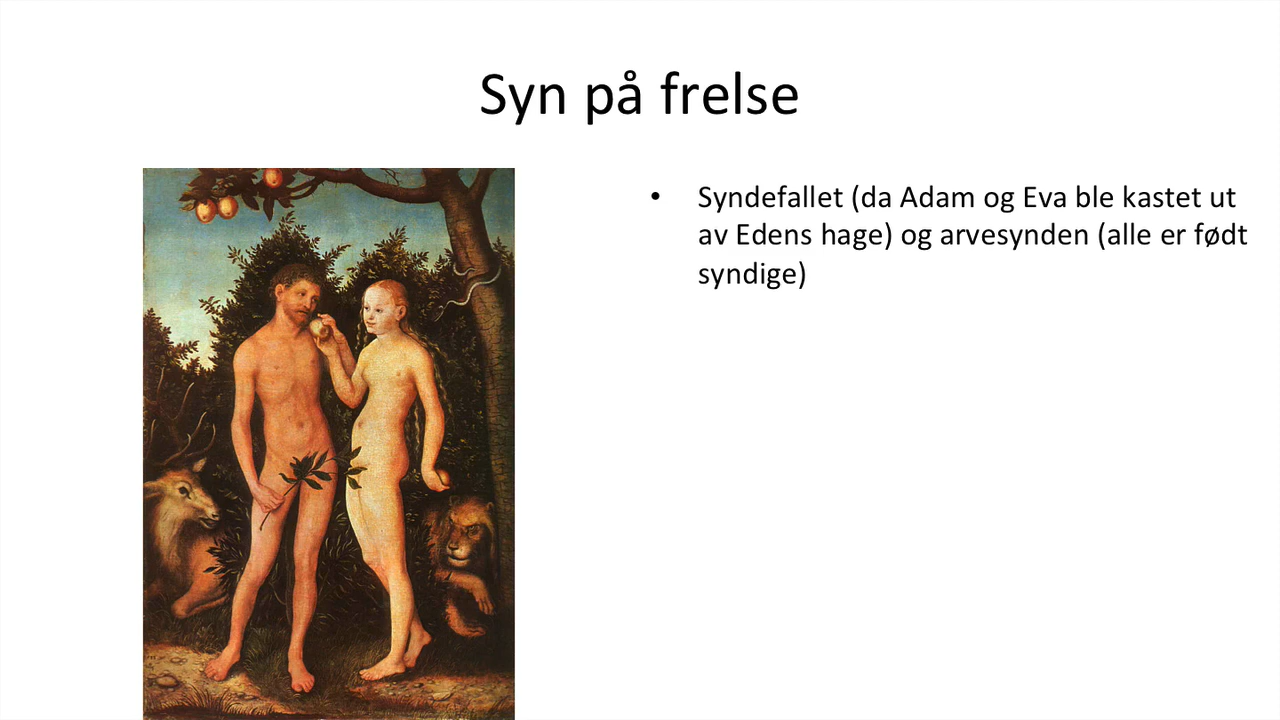 Syn på frelse
• Syndefallet (da Adam og Eva ble kastet ut
av Edens hage) og arvesynden (alle er født
syndige)